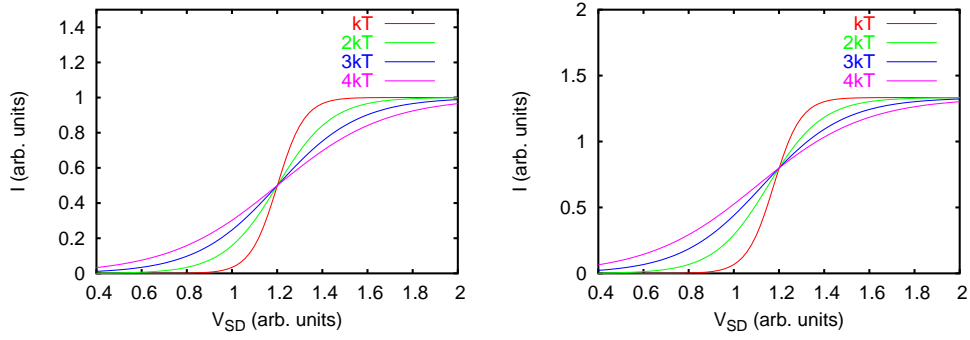 I (arb. units)
1.4
1.2
1
0.8
0.6
0.4
0.2
0
kT
2kT
3kT
4kT
0.4 0.6 0.8 1 1.2 1.4 1.6 1.8 2
V_SD (arb. units)
I (arb. units)
2
1.5
1
0.5
0
kT
2kT
3kT
4kT
0.4 0.6 0.8 1 1.2 1.4 1.6 1.8 2
V_SD (arb. units)